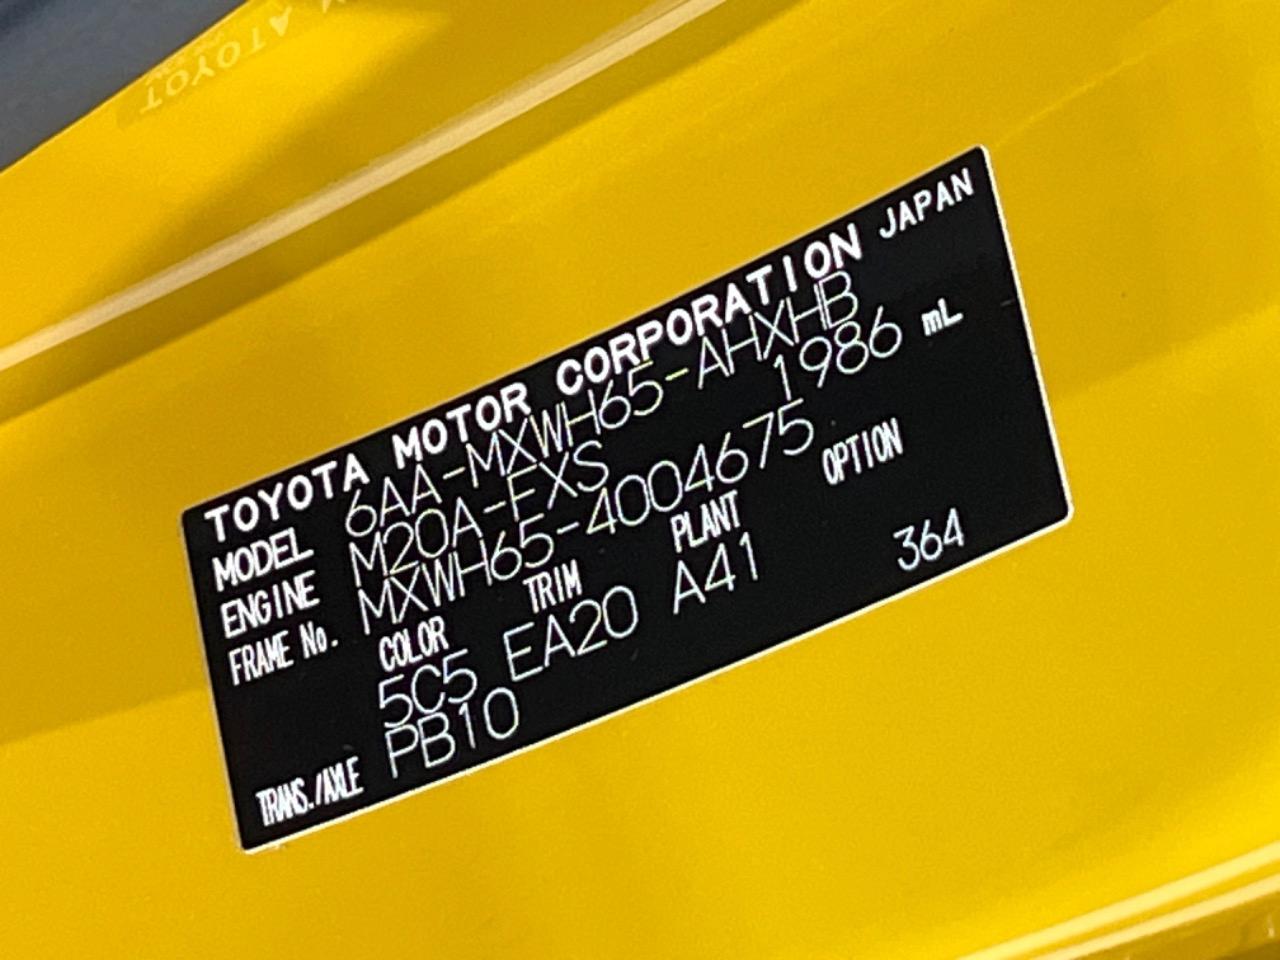 TOYOTA MOTOR CORPORATION JAPAN
MODEL 6AA-MXWH65-AHXHB
ENGINE M20A-FXS 1986 mL
FRAME No. MXWH65-4004675
COLOR TRIM PLANT OPTION
5C5 EA20 A41 364
TRANS./AXLE PB10
TOYOTA